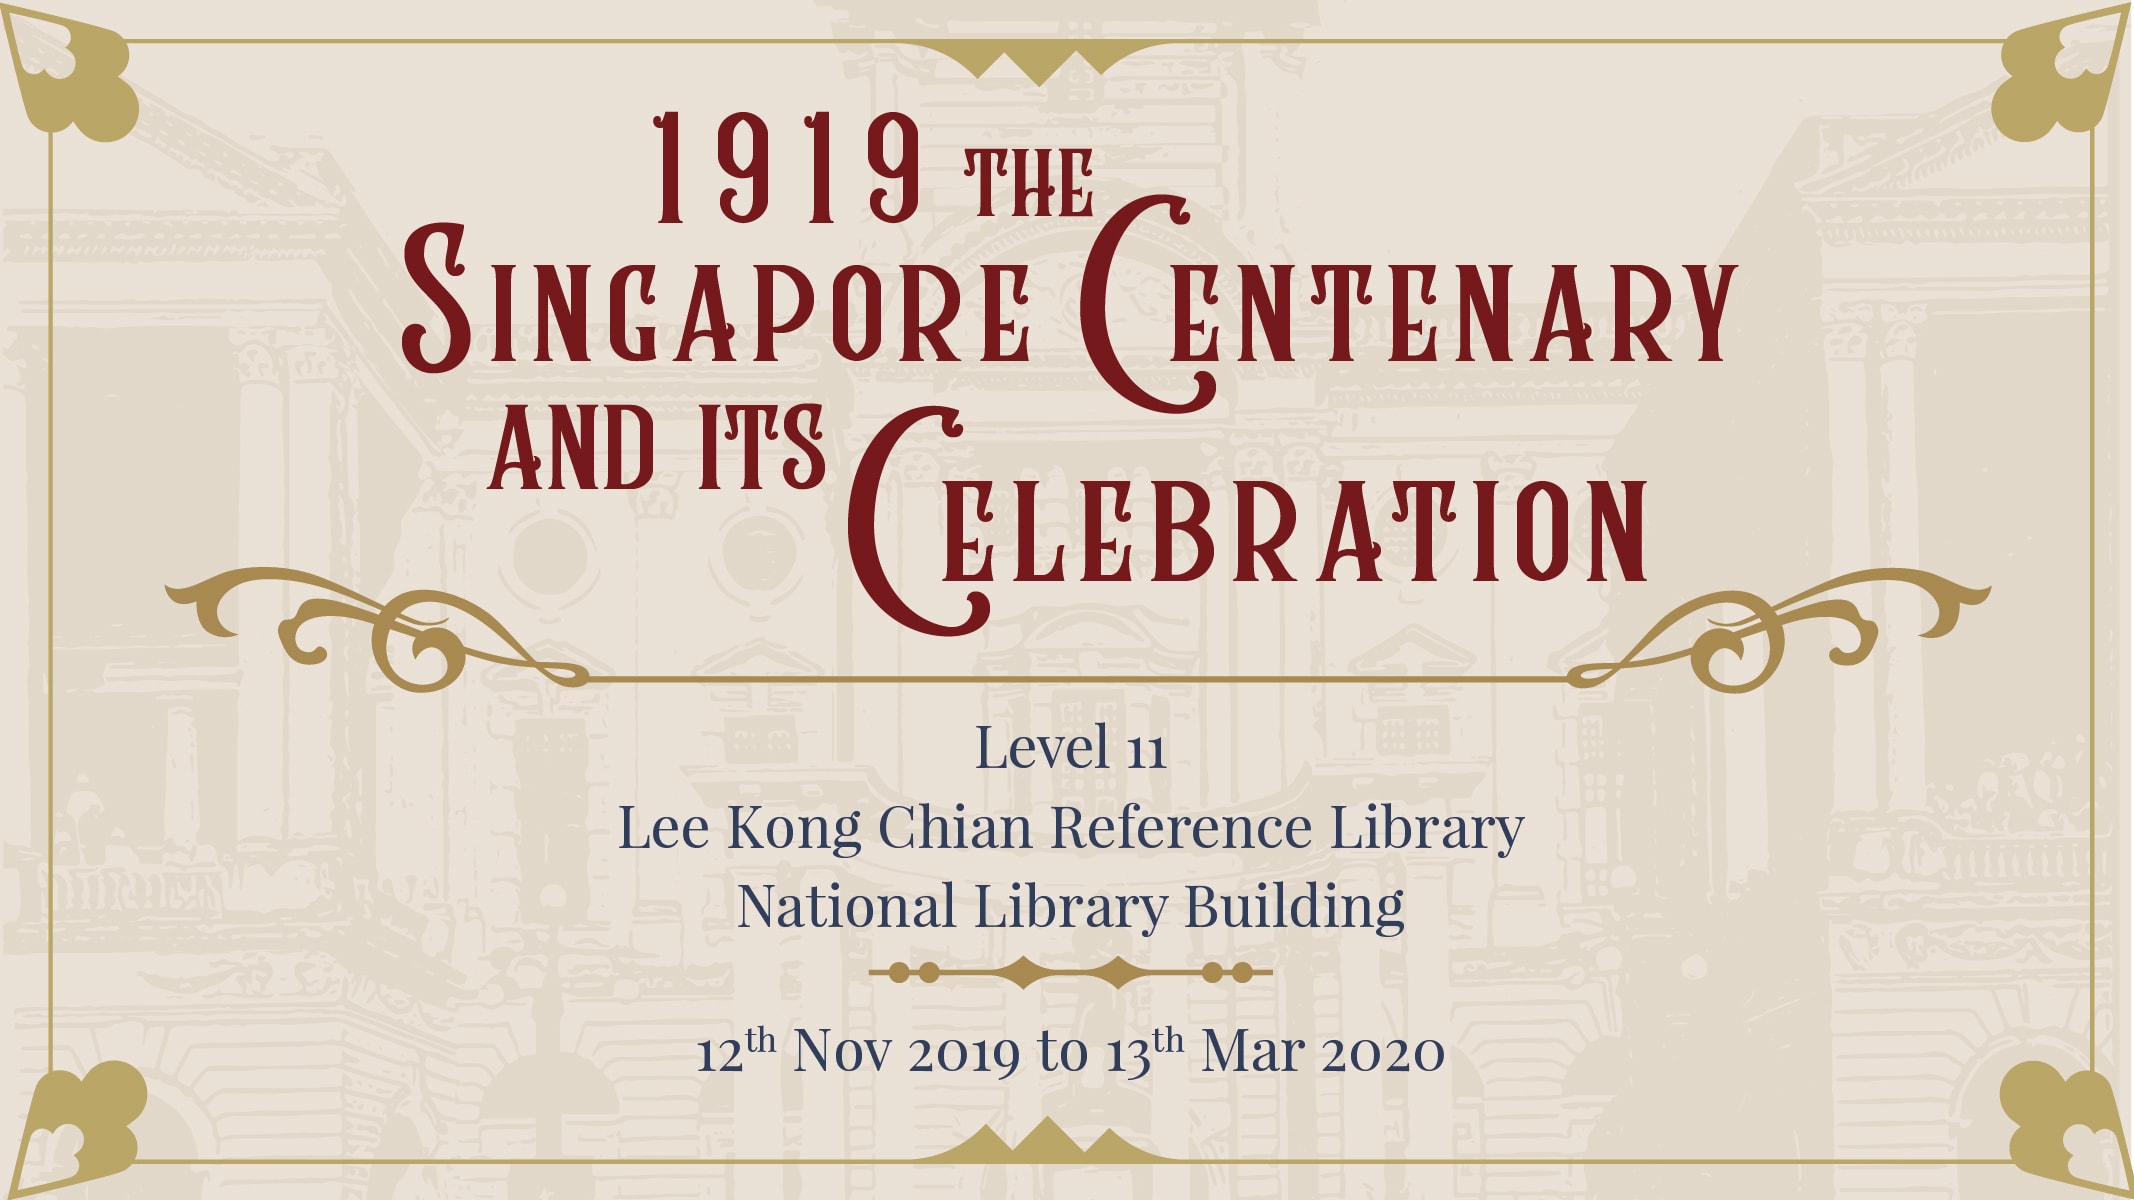 1919 THE
SINGAPORE CENTENARY
AND ITS CELEBRATION
Level 11
Lee Kong Chian Reference Library
National Library Building
12th Nov 2019 to 13th Mar 2020